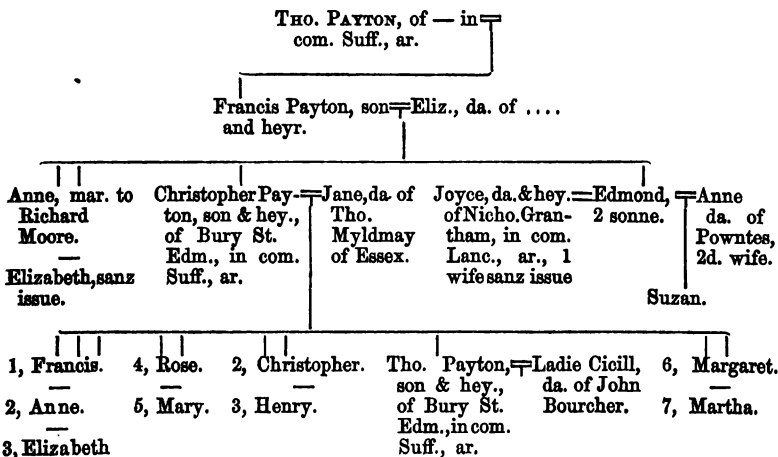 THO. PAYTON, of — in
com. Suff., ar.
Francis Payton, son
and heyr.
Eliz., da. of ....
Anne, mar. to
Richard
Moore.
—
Elizabeth, sanz
issue.
Christopher Pay-
ton, son & hey.,
of Bury St.
Edm., in com.
Suff., ar.
Jane, da. of
Tho.
Myldmay
of Essex.
Joyce, da. & hey.
of Nicho. Gran-
tham, in com.
Lanc., ar., 1
wife sanz issue
Edmond,
2 sonne.
Anne
da. of
Powntes,
2d. wife.
Suzan.
1, Francis.
—
2, Anne.
—
3, Elizabeth
4, Rose.
—
5, Mary.
2, Christopher.
—
3, Henry.
Tho. Payton,
son & hey.,
of Bury St.
Edm., in com.
Suff., ar.
Ladie Cicill,
da. of John
Bourcher.
6, Margaret.
—
7, Martha.